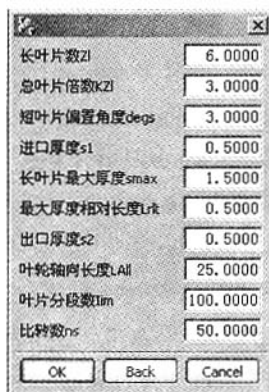 长叶片数Zl 6.0000
总叶片倍数KZl 3.0000
短叶片偏置角度degs 3.0000
进口厚度s1 0.5000
长叶片最大厚度smax 1.5000
最大厚度相对长度Lrlt 0.5000
出口厚度s2 0.5000
叶轮轴向长度LAll 25.0000
叶片分段数Iim 100.0000
比转数ns 50.0000
OK Back Cancel